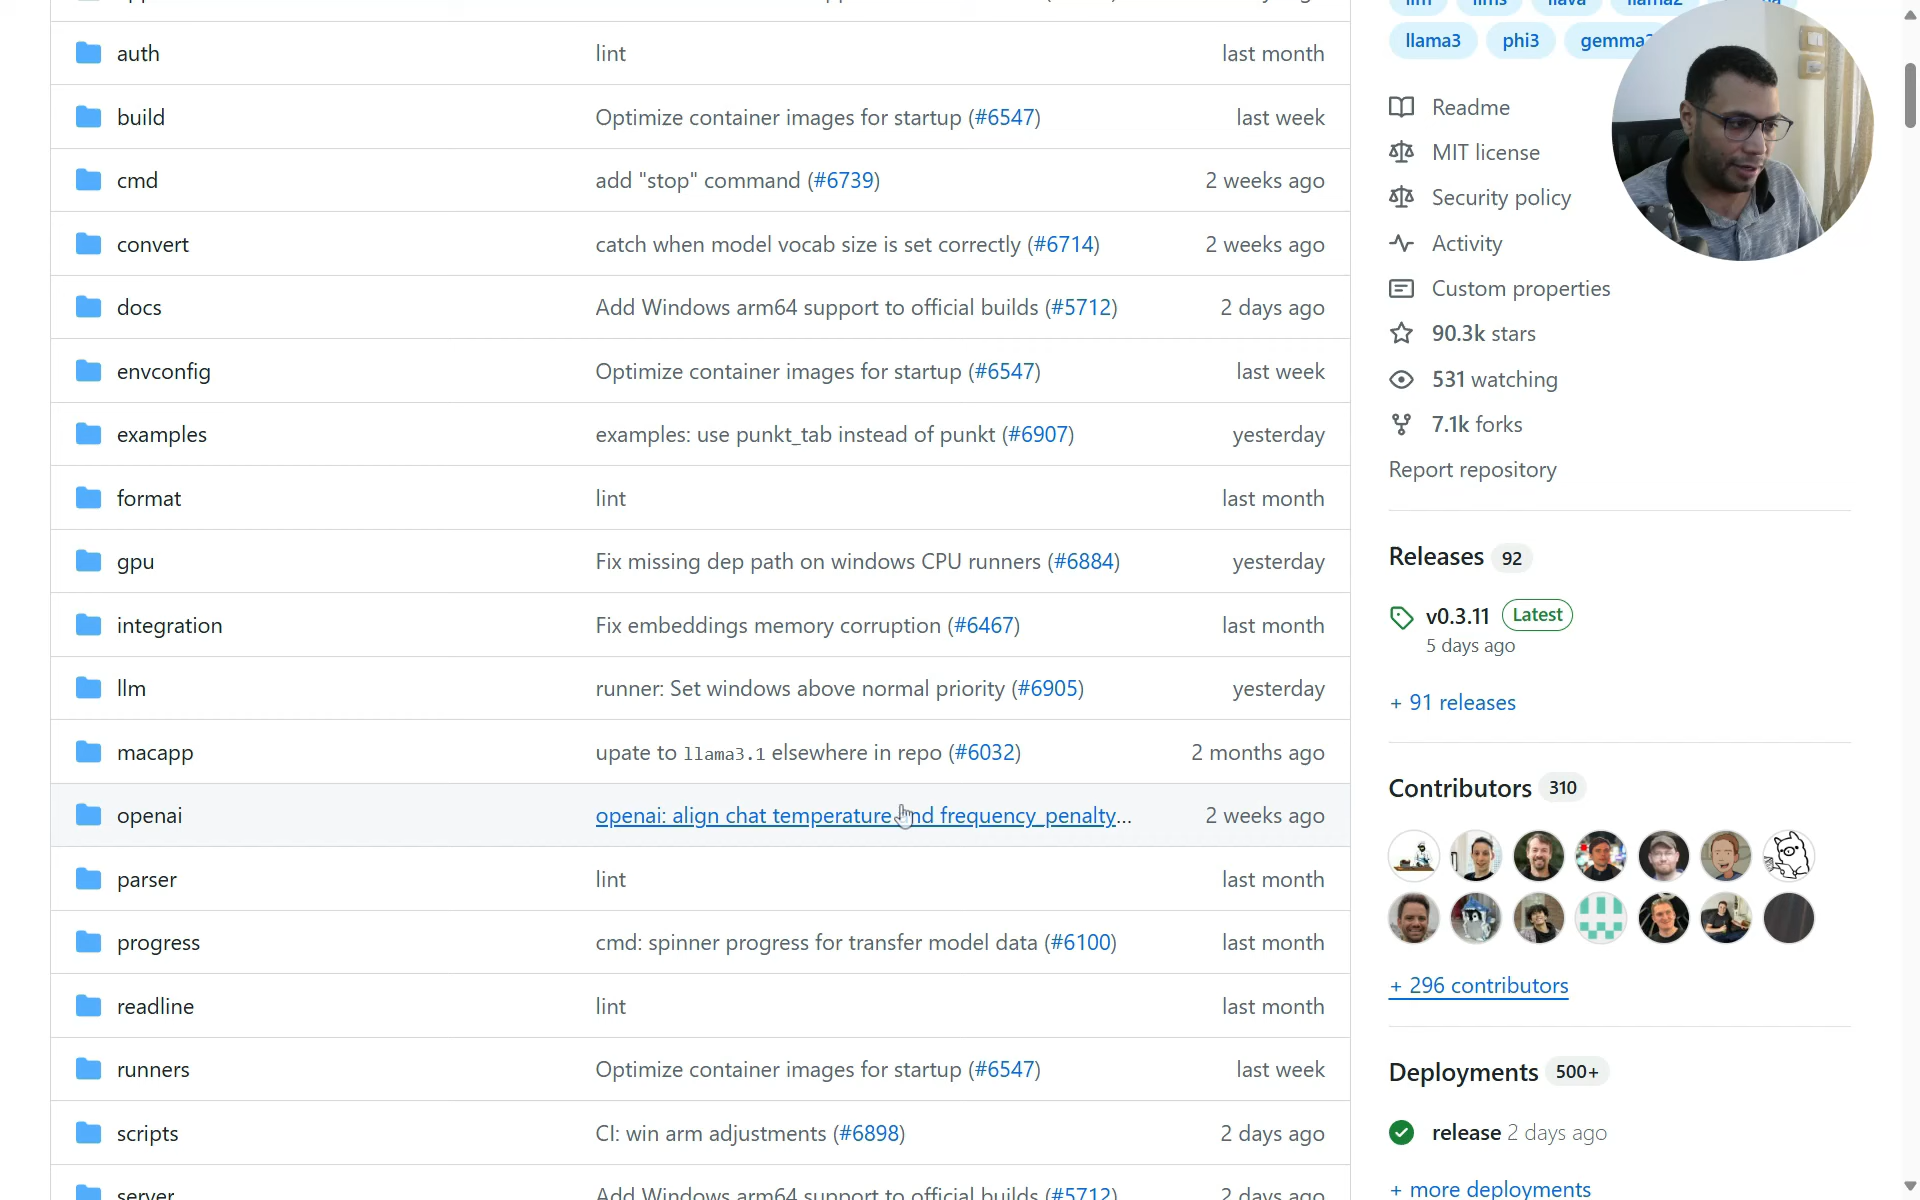 auth lint last month
build Optimize container images for startup (#6547) last week
cmd add "stop" command (#6739) 2 weeks ago
convert catch when model vocab size is set correctly (#6714) 2 weeks ago
docs Add Windows arm64 support to official builds (#5712) 2 days ago
envconfig Optimize container images for startup (#6547) last week
examples examples: use punkt_tab instead of punkt (#6907) yesterday
format lint last month
gpu Fix missing dep path on windows CPU runners (#6884) yesterday
integration Fix embeddings memory corruption (#6467) last month
llm runner: Set windows above normal priority (#6905) yesterday
macapp upate to llama3.1 elsewhere in repo (#6032) 2 months ago
openai openai: align chat temperature and frequency_penalty... 2 weeks ago
parser lint last month
progress cmd: spinner progress for transfer model data (#6100) last month
readline lint last month
runners Optimize container images for startup (#6547) last week
scripts CI: win arm adjustments (#6898) 2 days ago
server Add Windows arm64 support to official builds (#5712) 2 days ago
llm llms llava llama2
llama3 phi3
Readme
MIT license
Security policy
Activity
Custom properties
90.3k stars
531 watching
7.1k forks
Report repository
Releases 92
v0.3.11 Latest
5 days ago
+ 91 releases
Contributors 310
+ 296 contributors
Deployments 500+
release 2 days ago
+ more deployments